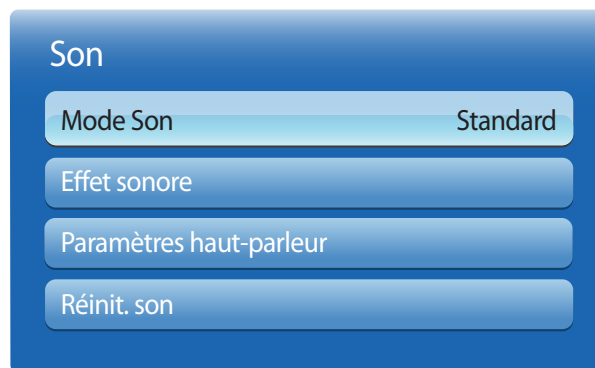 Son
Mode Son Standard
Effet sonore
Paramètres haut-parleur
Réinit. son